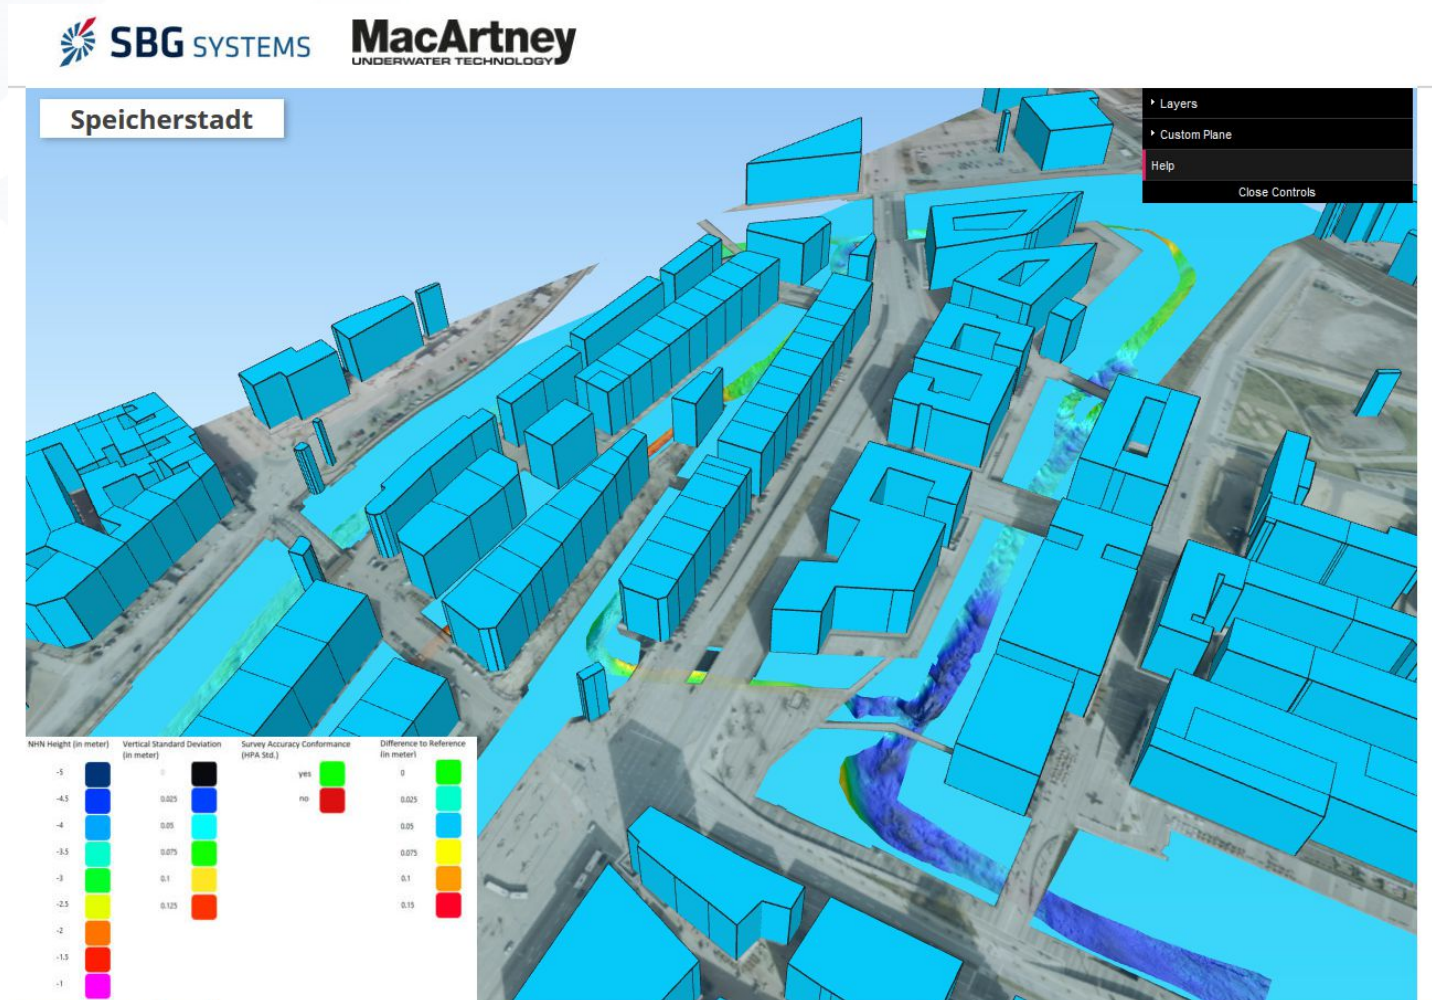 SBG SYSTEMS
MacArtney
UNDERWATER TECHNOLOGY
Speicherstadt
Layers
Custom Plane
Help
Close Controls
NHN Height (in meter)
-5
-4.5
-4
-3.5
-3
-2.5
-2
-1.5
-1
Vertical Standard Deviation
(in meter)
0
0.025
0.05
0.075
0.1
0.125
Survey Accuracy Conformance
(HPA Std.)
yes
no
Difference to Reference
(in meter)
0
0.025
0.05
0.075
0.1
0.15